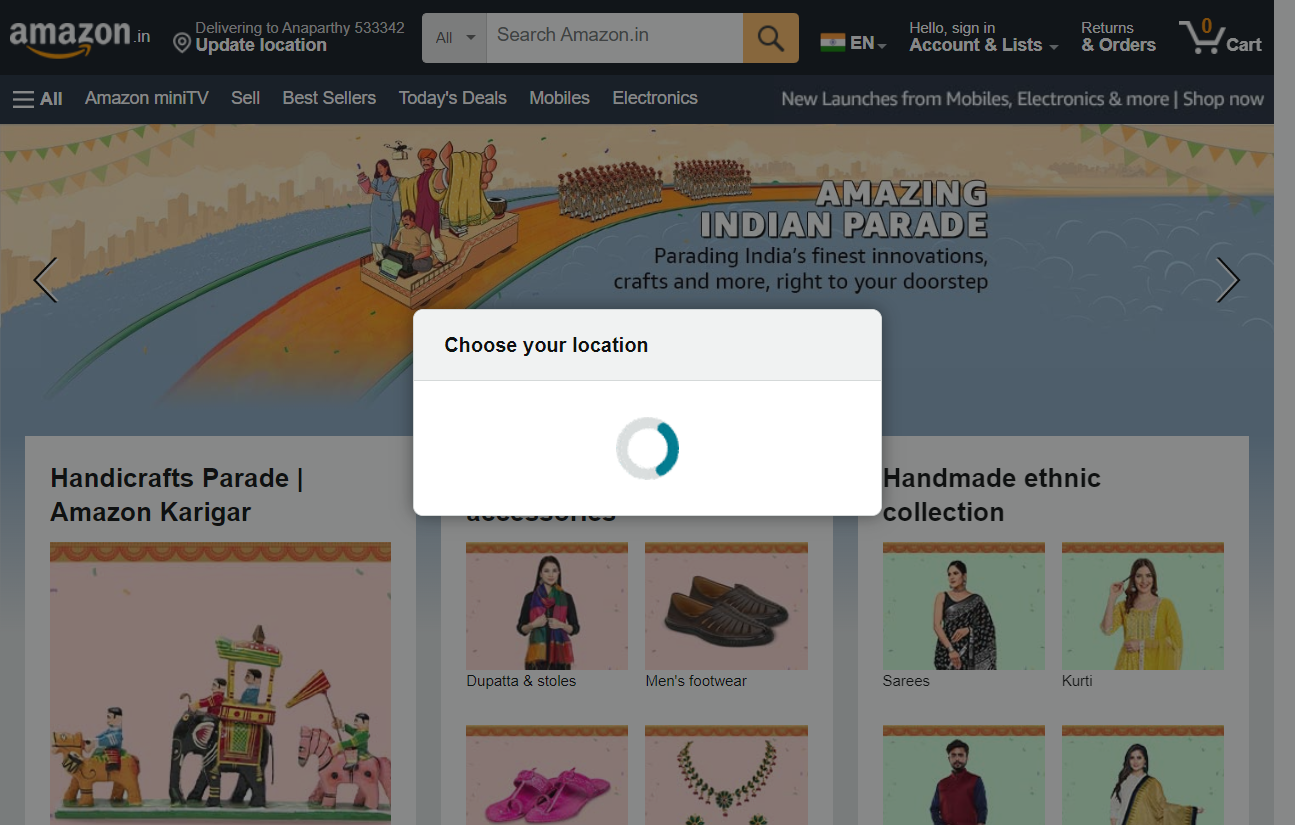 amazon.in
Delivering to Anaparthy 533342
Update location
All
Search Amazon.in
EN
Hello, sign in
Account & Lists
Returns
& Orders
0
Cart
All
Amazon miniTV
Sell
Best Sellers
Today's Deals
Mobiles
Electronics
New Launches from Mobiles, Electronics & more | Shop now
AMAZING
INDIAN PARADE
Parading India's finest innovations,
crafts and more, right to your doorstep
Choose your location
Handicrafts Parade |
Amazon Karigar
accessories
Dupatta & stoles
Men's footwear
Handmade ethnic
collection
Sarees
Kurti